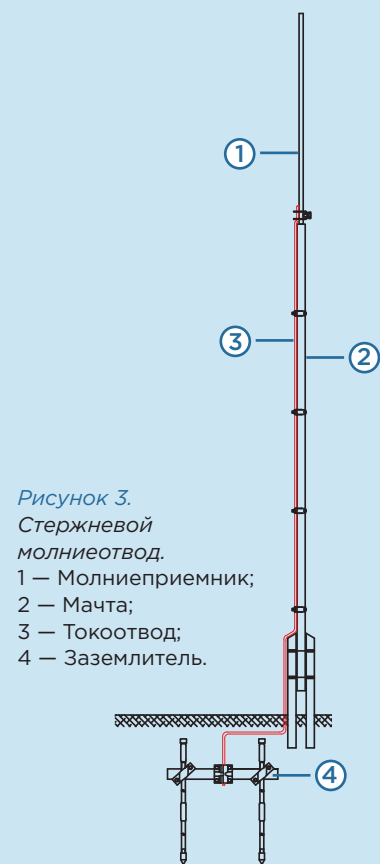 1
3
2
Рисунок 3.
Стержневой
молниеотвод.
1 — Молниеприемник;
2 — Мачта;
3 — Токоотвод;
4 — Заземлитель.
4